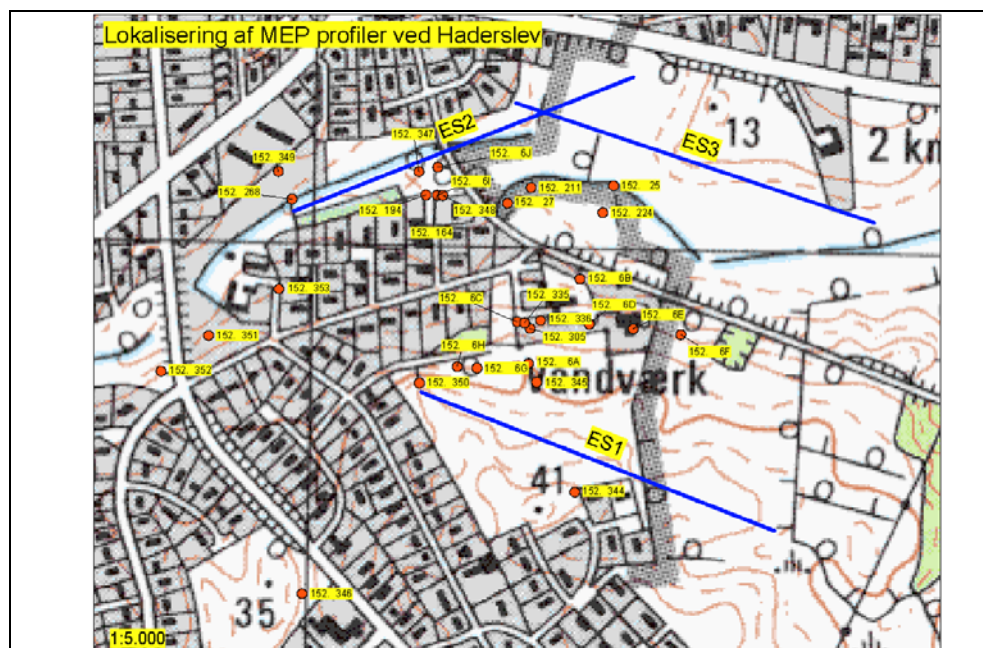 Lokalisering af MEP profiler ved Haderslev
13
2 km
ES2
ES3
152. 347
152. 6J
152. 349
152. 6I
152. 211
152. 25
152. 268
152. 27
152. 194
152. 348
152. 224
152. 164
152. 6B
152. 353
152. 6C
152. 335
152. 6D
152. 336
152. 6E
152. 351
152. 305
152. 6F
152. 6H
152. 6A
152. 352
152. 6G
152. 350
152. 345
Vandværk
ES1
41
152. 344
152. 346
35
1:5.000